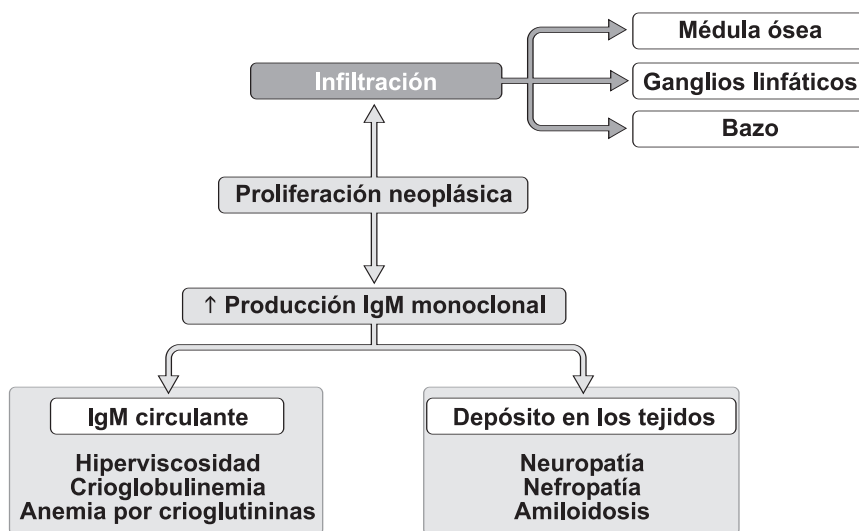 Médula ósea
Infiltración
Ganglios linfáticos
Bazo
Proliferación neoplásica
↑ Producción IgM monoclonal
IgM circulante
Hiperviscosidad
Crioglobulinemia
Anemia por crioglutininas
Depósito en los tejidos
Neuropatía
Nefropatía
Amiloidosis